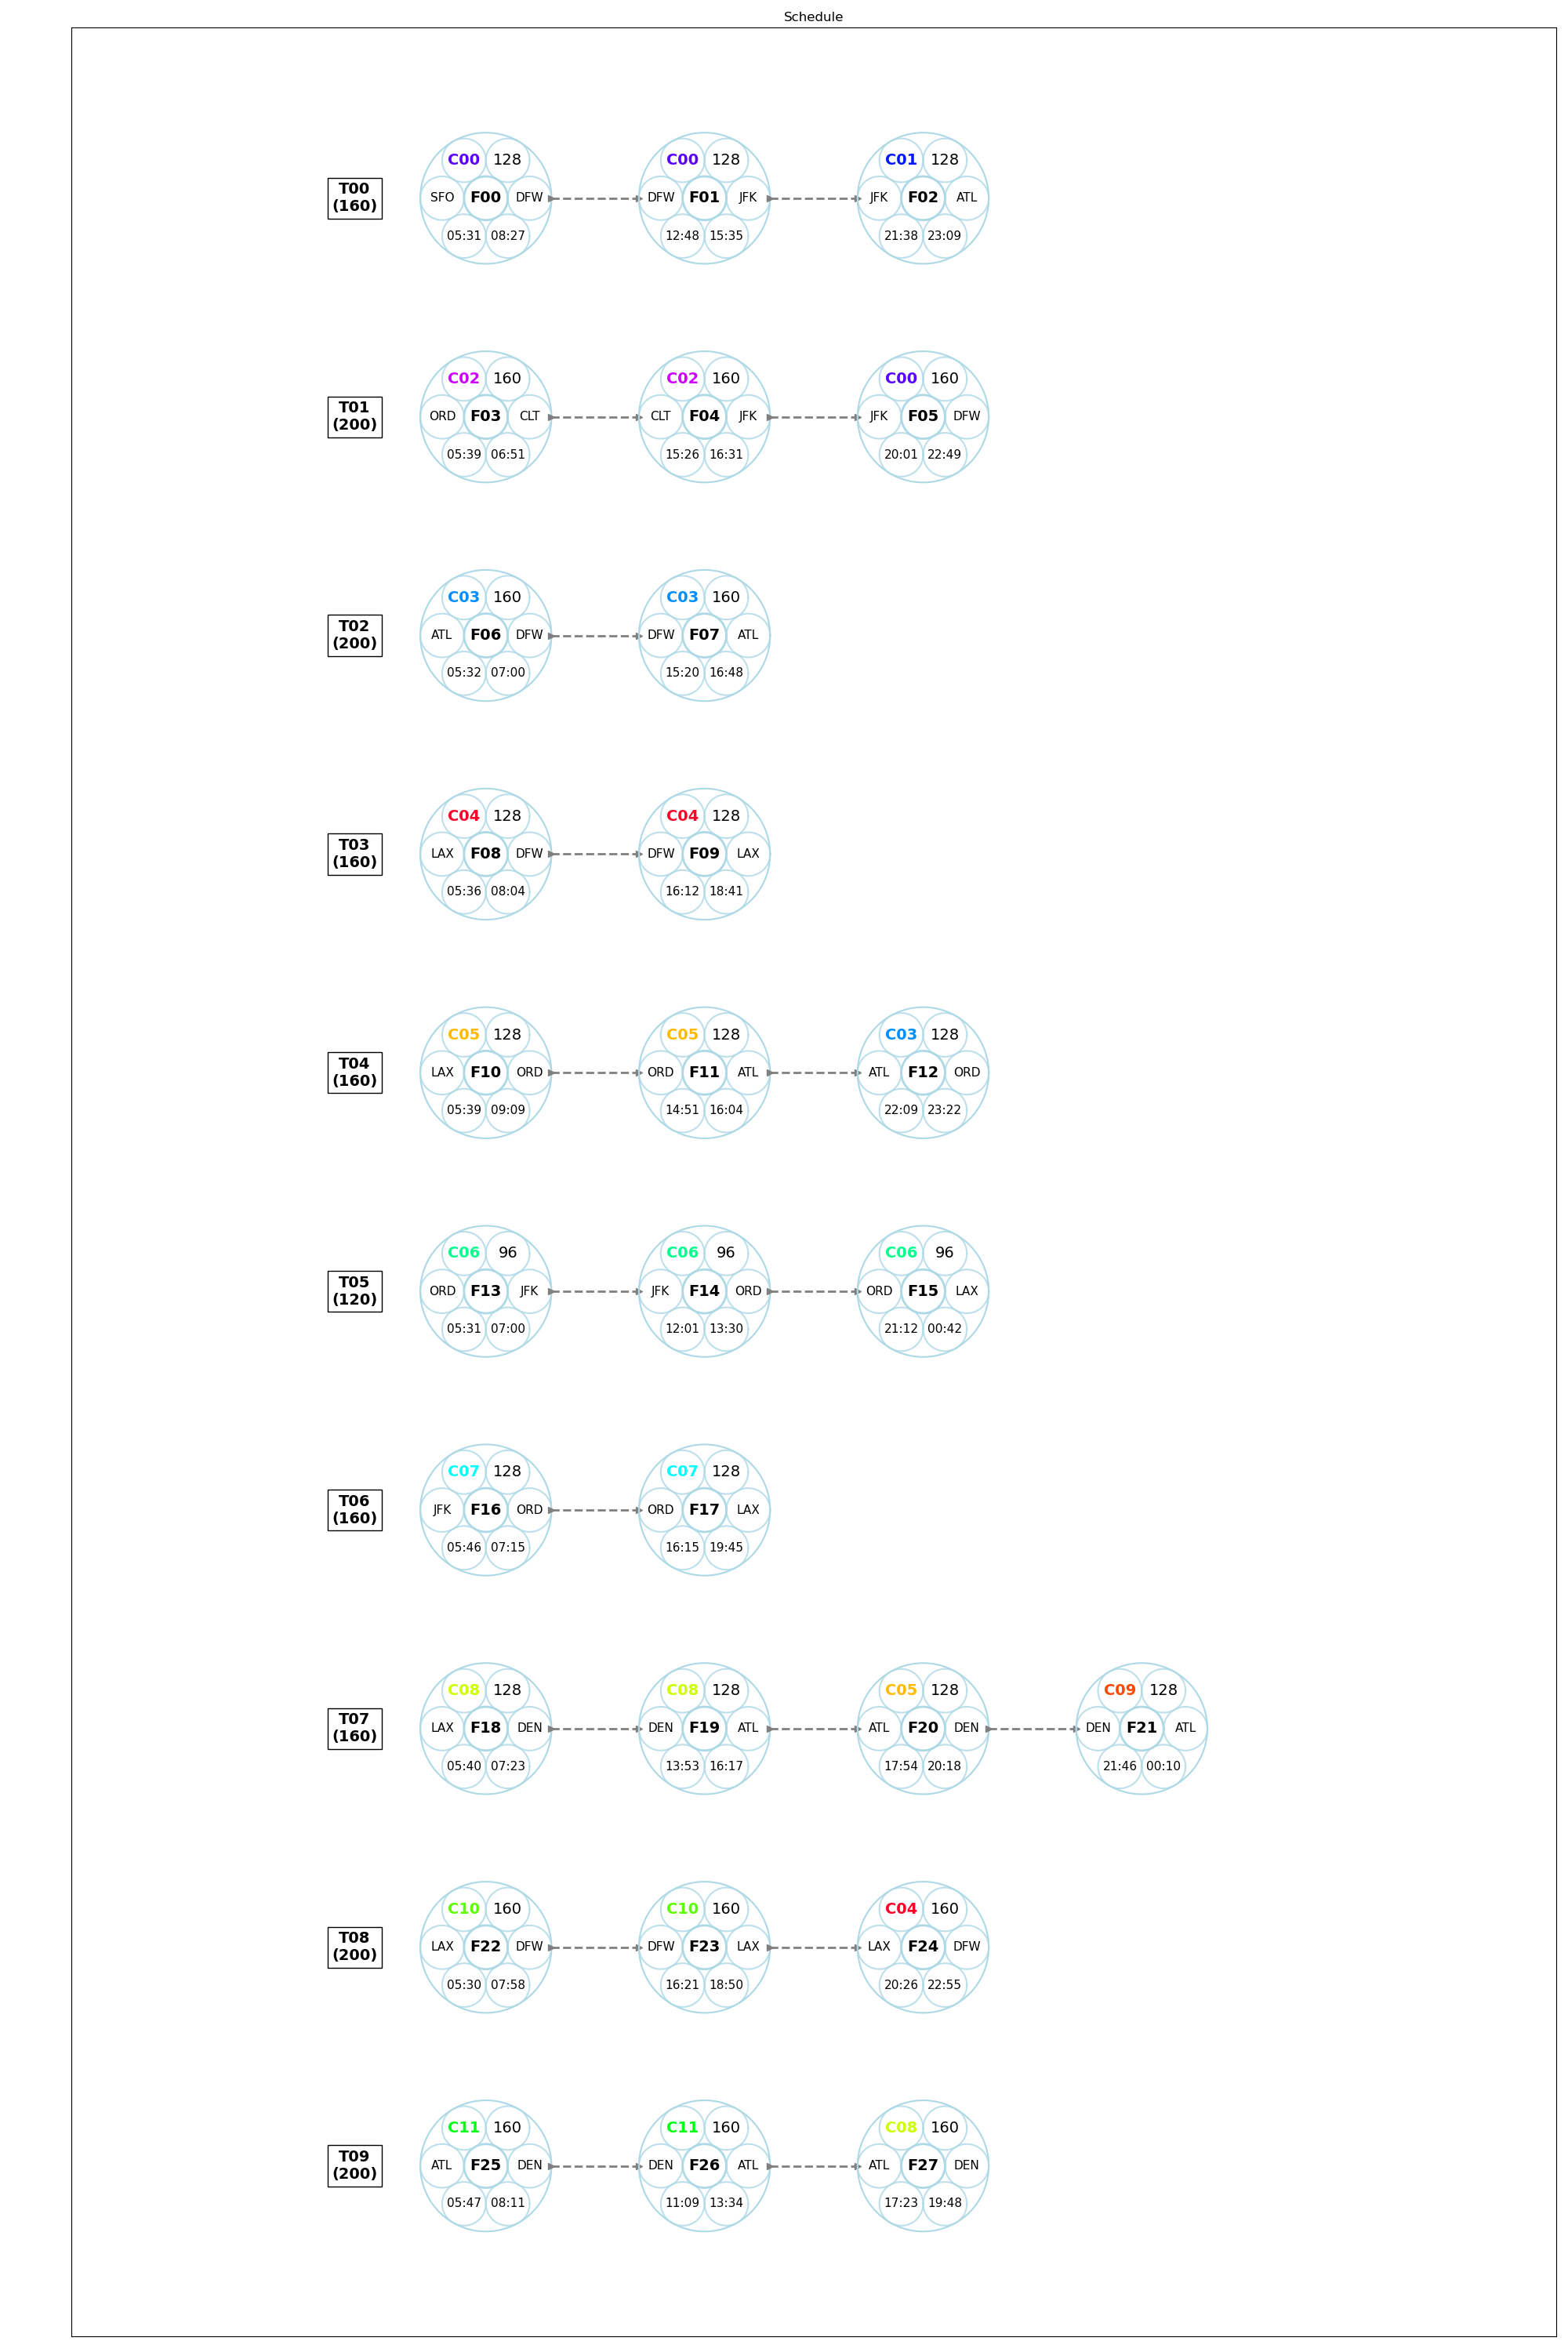 Schedule
C00 128 C00 128 C01 128
T00
(160)
SFO F00 DFW DFW F01 JFK JFK F02 ATL
05:31 08:27 12:48 15:35 21:38 23:09
C02 160 C02 160 C00 160
T01
(200)
ORD F03 CLT CLT F04 JFK JFK F05 DFW
05:39 06:51 15:26 16:31 20:01 22:49
C03 160 C03 160
T02
(200)
ATL F06 DFW DFW F07 ATL
05:32 07:00 15:20 16:48
C04 128 C04 128
T03
(160)
LAX F08 DFW DFW F09 LAX
05:36 08:04 16:12 18:41
C05 128 C05 128 C03 128
T04
(160)
LAX F10 ORD ORD F11 ATL ATL F12 ORD
05:39 09:09 14:51 16:04 22:09 23:22
C06 96 C06 96 C06 96
T05
(120)
ORD F13 JFK JFK F14 ORD ORD F15 LAX
05:31 07:00 12:01 13:30 21:12 00:42
C07 128 C07 128
T06
(160)
JFK F16 ORD ORD F17 LAX
05:46 07:15 16:15 19:45
C08 128 C08 128 C05 128 C09 128
T07
(160)
LAX F18 DEN DEN F19 ATL ATL F20 DEN DEN F21 ATL
05:40 07:23 13:53 16:17 17:54 20:18 21:46 00:10
C10 160 C10 160 C04 160
T08
(200)
LAX F22 DFW DFW F23 LAX LAX F24 DFW
05:30 07:58 16:21 18:50 20:26 22:55
C11 160 C11 160 C08 160
T09
(200)
ATL F25 DEN DEN F26 ATL ATL F27 DEN
05:47 08:11 11:09 13:34 17:23 19:48